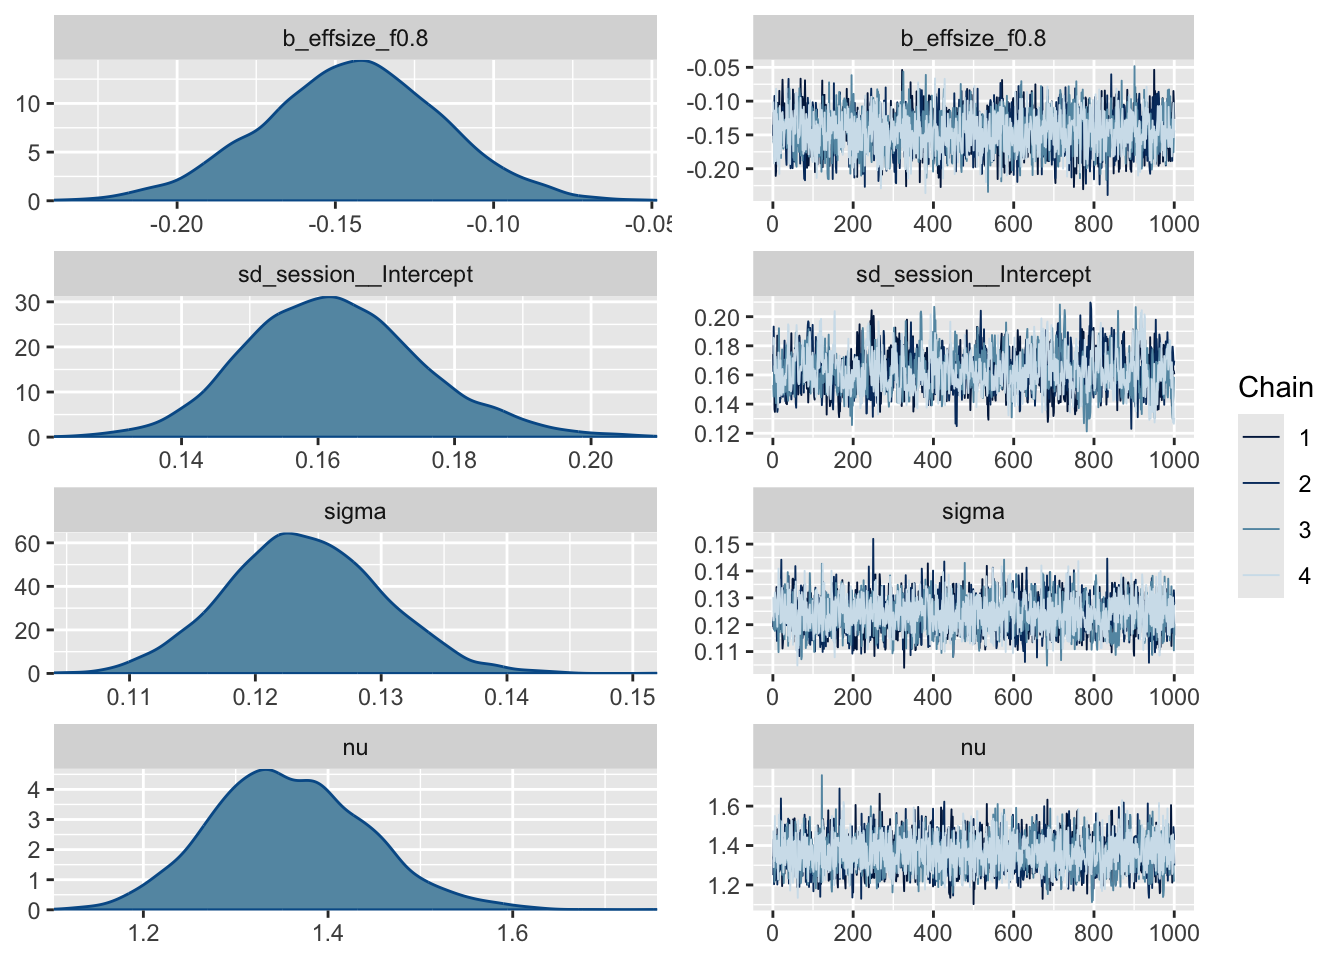 b_effsize_f0.8
10
5
0
-0.20 -0.15 -0.10 -0.05
b_effsize_f0.8
-0.05
-0.10
-0.15
-0.20
0 200 400 600 800 1000
sd_session__Intercept
30
20
10
0
0.14 0.16 0.18 0.20
sd_session__Intercept
0.20
0.18
0.16
0.14
0.12
0 200 400 600 800 1000
sigma
60
40
20
0
0.11 0.12 0.13 0.14 0.15
sigma
0.15
0.14
0.13
0.12
0.11
0 200 400 600 800 1000
nu
4
3
2
1
0
1.2 1.4 1.6
nu
1.6
1.4
1.2
0 200 400 600 800 1000
Chain
1
2
3
4